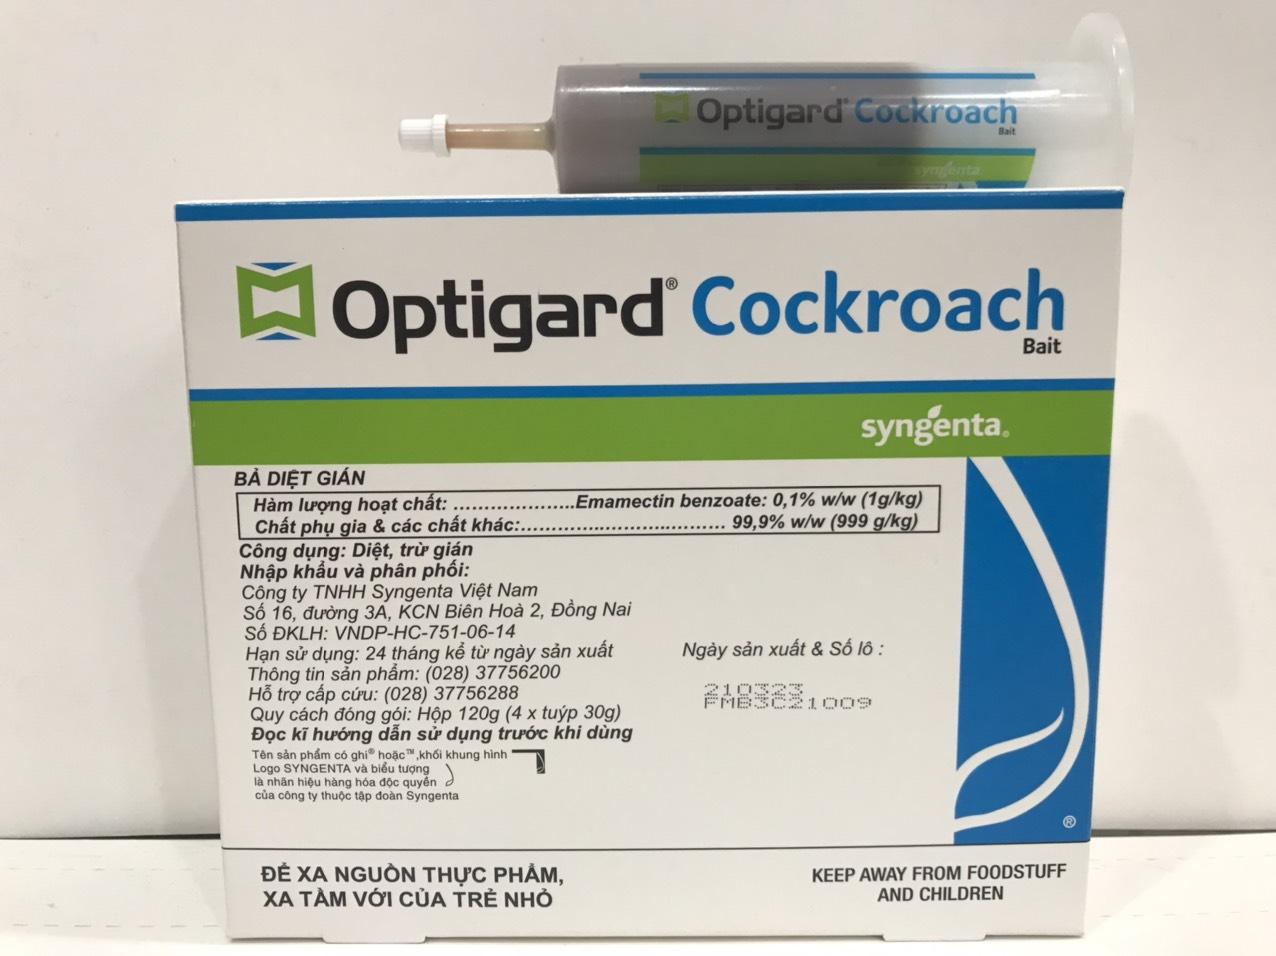 Optigard® Cockroach
Bait
syngenta
Optigard® Cockroach
Bait
syngenta®
BẢ DIỆT GIÁN
Hàm lượng hoạt chất: ....................Emamectin benzoate: 0,1% w/w (1g/kg)
Chất phụ gia & các chất khác:.................................. 99,9% w/w (999 g/kg)
Công dụng: Diệt, trừ gián
Nhập khẩu và phân phối:
Công ty TNHH Syngenta Việt Nam
Số 16, đường 3A, KCN Biên Hoà 2, Đồng Nai
Số ĐKLH: VNDP-HC-751-06-14
Hạn sử dụng: 24 tháng kể từ ngày sản xuất
Ngày sản xuất & Số lô :
Thông tin sản phẩm: (028) 37756200
210323
Hỗ trợ cấp cứu: (028) 37756288
FMB3C21009
Quy cách đóng gói: Hộp 120g (4 x tuýp 30g)
Đọc kĩ hướng dẫn sử dụng trước khi dùng
Tên sản phẩm có ghi® hoặc™,khối khung hình
Logo SYNGENTA và biểu tượng
là nhãn hiệu hàng hóa độc quyền
của công ty thuộc tập đoàn Syngenta
®
ĐỂ XA NGUỒN THỰC PHẨM,
XA TẦM VỚI CỦA TRẺ NHỎ
KEEP AWAY FROM FOODSTUFF
AND CHILDREN